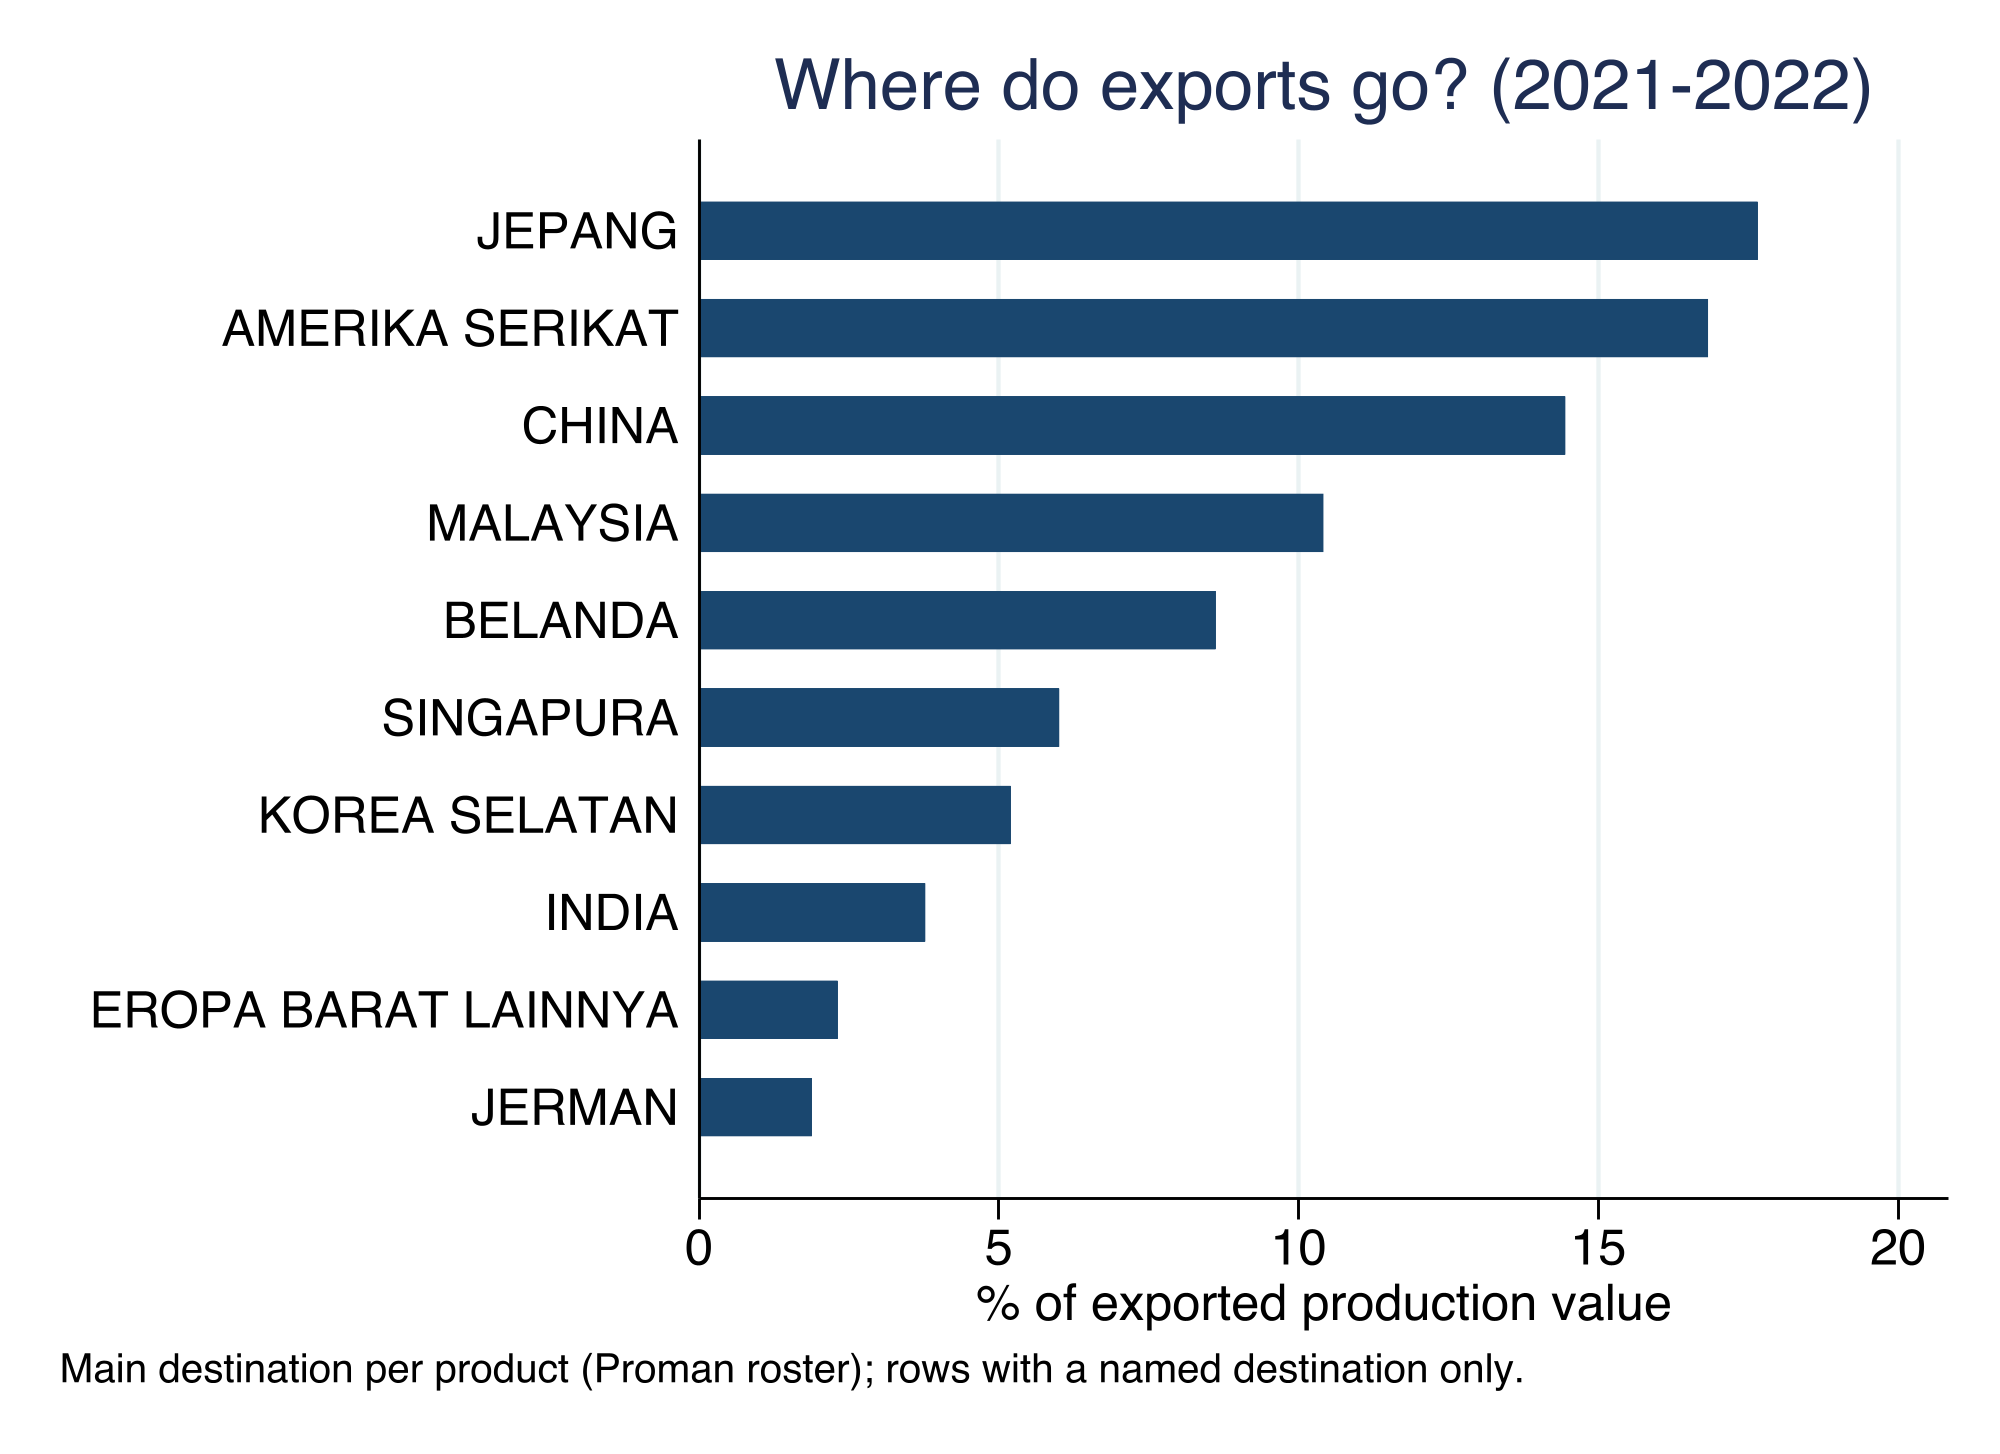 Where do exports go? (2021-2022)
JEPANG
AMERIKA SERIKAT
CHINA
MALAYSIA
BELANDA
SINGAPURA
KOREA SELATAN
INDIA
EROPA BARAT LAINNYA
JERMAN
0 5 10 15 20
% of exported production value
Main destination per product (Proman roster); rows with a named destination only.